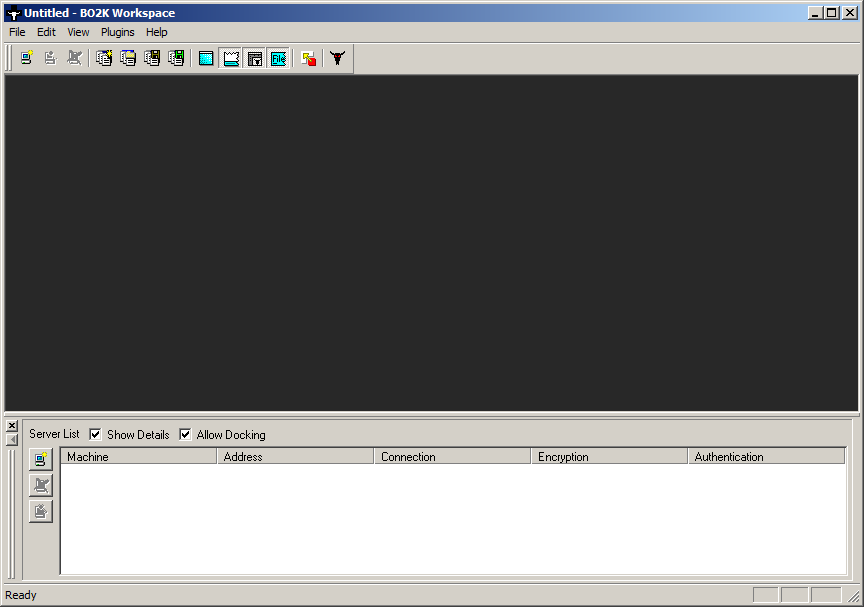 Untitled - BO2K Workspace
File Edit View Plugins Help
File
Server List Show Details Allow Docking
Machine Address Connection Encryption Authentication
Ready